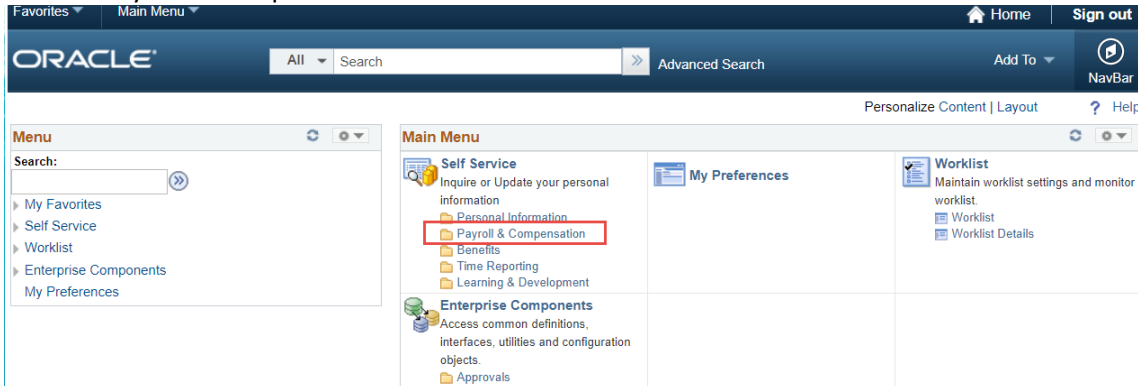 Favorites Main Menu Home Sign out
ORACLE All Search Advanced Search Add To NavBar
Personalize Content | Layout ? Help
Menu
Search:
My Favorites
Self Service
Worklist
Enterprise Components
My Preferences
Main Menu
Self Service
Inquire or Update your personal
information
Personal Information
Payroll & Compensation
Benefits
Time Reporting
Learning & Development
My Preferences
Worklist
Maintain worklist settings and monitor
worklist.
Worklist
Worklist Details
Enterprise Components
Access common definitions,
interfaces, utilities and configuration
objects.
Approvals